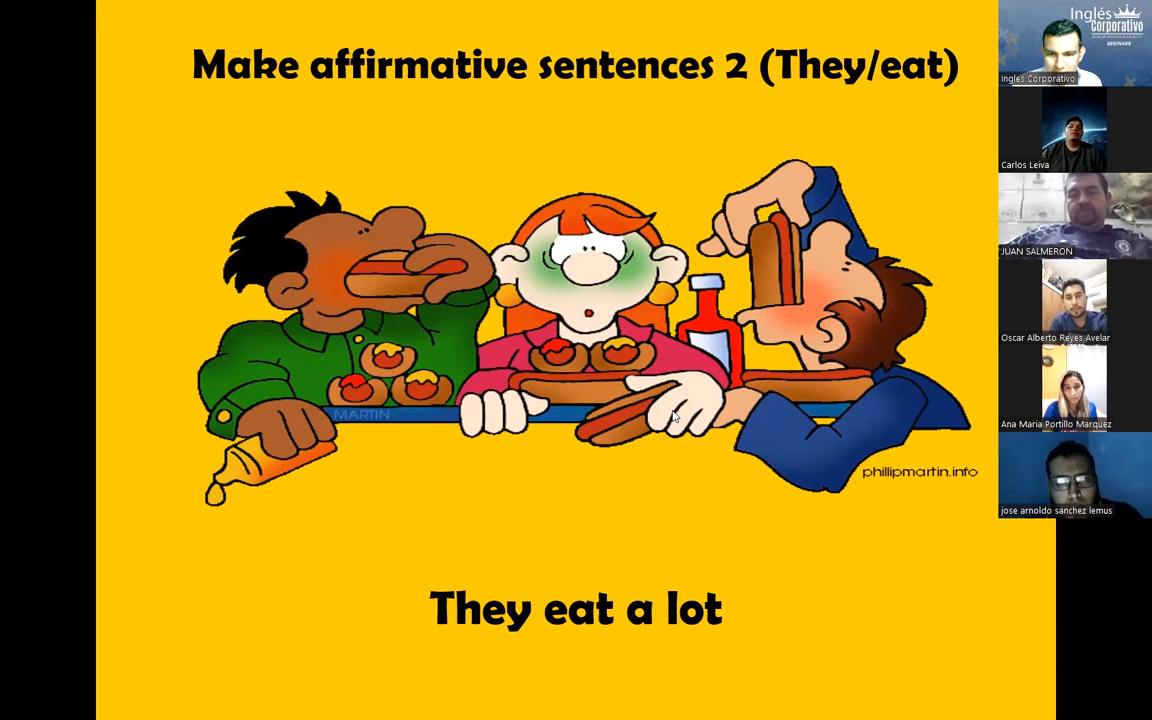 Make affirmative sentences 2 (They/eat)
MARTIN
phillipmartin.info
They eat a lot
Inglés
Corporativo
BEGINNER
Ingles Corporativo
Carlos Leiva
JUAN SALMERON
Oscar Alberto Reyes Avelar
Ana Maria Portillo Marquez
jose arnoldo sanchez lemus